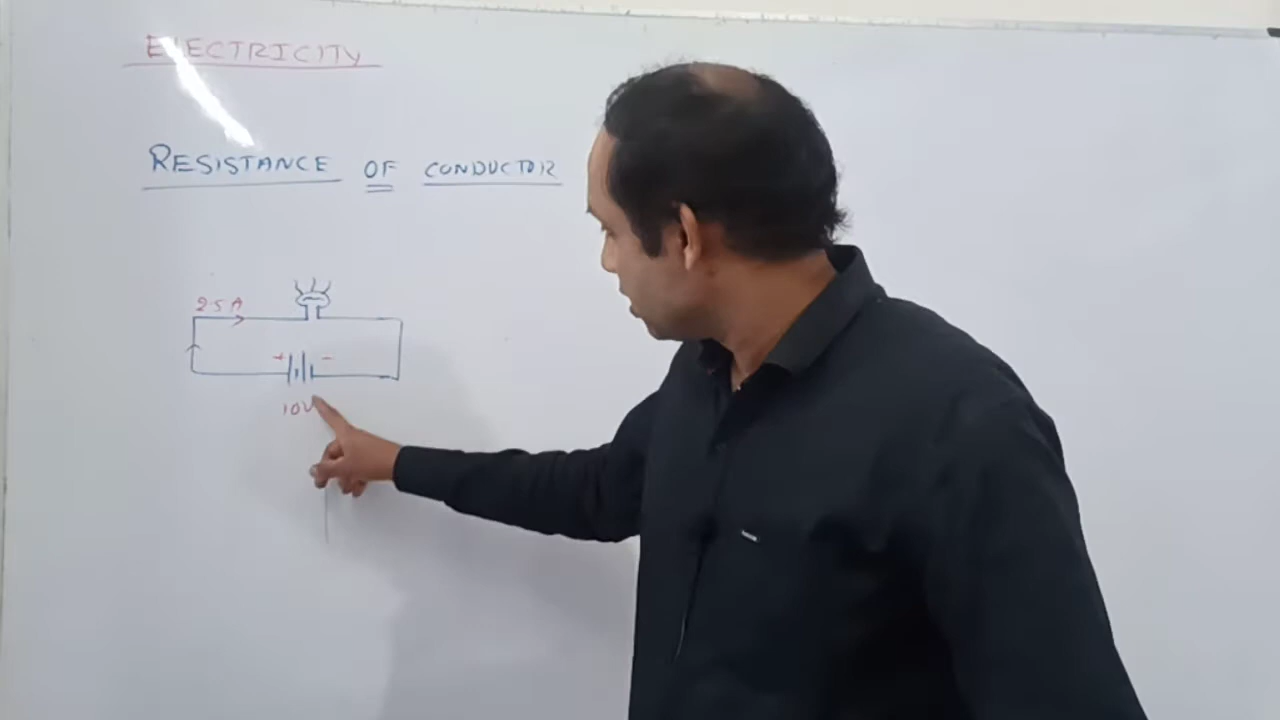 ELECTRICITY
RESISTANCE OF CONDUCTOR
2.5 A
+ -
10V